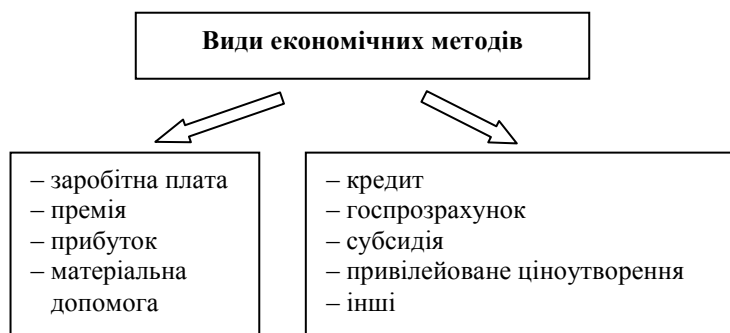 Види економічних методів
– заробітна плата
– премія
– прибуток
– матеріальна
допомога
– кредит
– госпрозрахунок
– субсидія
– привілейоване ціноутворення
– інші